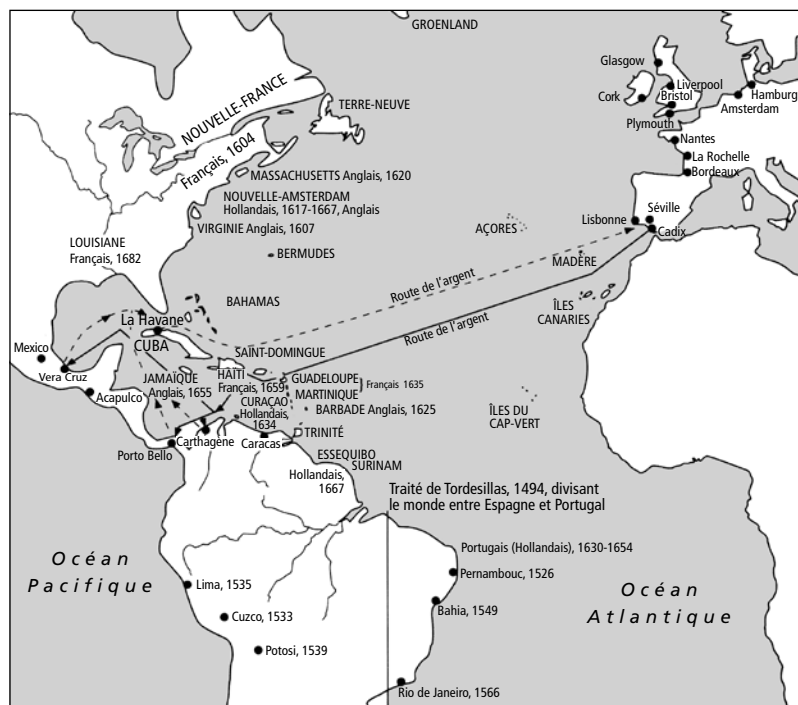 GROENLAND
Glasgow
Liverpool
Hamburg
Cork
Bristol
Amsterdam
Plymouth
TERRE-NEUVE
NOUVELLE-FRANCE
Français, 1604
Nantes
La Rochelle
Bordeaux
MASSACHUSETTS Anglais, 1620
NOUVELLE-AMSTERDAM
Hollandais, 1617-1667, Anglais
VIRGINIE Anglais, 1607
Lisbonne
Séville
Cadix
AÇORES
LOUISIANE
Français, 1682
BERMUDES
MADÈRE
Route de l'argent
BAHAMAS
ÎLES
CANARIES
La Havane
Route de l'argent
CUBA
Mexico
SAINT-DOMINGUE
Vera Cruz
JAMAÏQUE
Anglais, 1655
HAÏTI
Français, 1659
GUADELOUPE
MARTINIQUE
Français 1635
Acapulco
CURAÇAO
Hollandais,
1634
BARBADE Anglais, 1625
ÎLES DU
CAP-VERT
Porto Bello
Carthagène
Caracas
TRINITÉ
ESSEQUIBO
SURINAM
Hollandais,
1667
Traité de Tordesillas, 1494, divisant
le monde entre Espagne et Portugal
Océan
Pacifique
Portugais (Hollandais), 1630-1654
Pernambouc, 1526
Lima, 1535
Bahia, 1549
Océan
Atlantique
Cuzco, 1533
Potosi, 1539
Rio de Janeiro, 1566